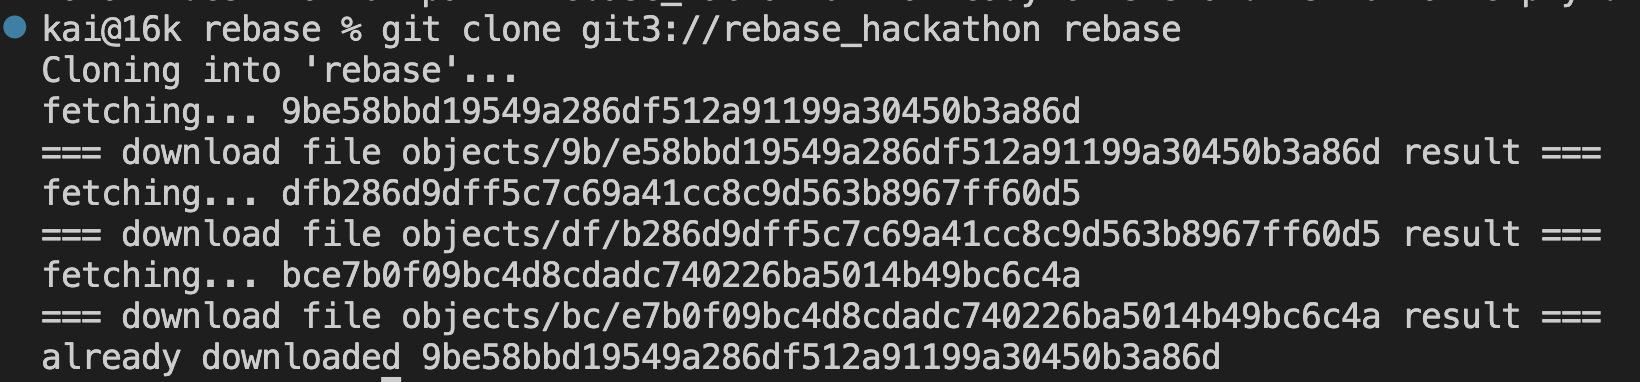 kai@16k rebase % git clone git3://rebase_hackathon rebase
Cloning into 'rebase'...
fetching... 9be58bbd19549a286df512a91199a30450b3a86d
=== download file objects/9b/e58bbd19549a286df512a91199a30450b3a86d result ===
fetching... dfb286d9dff5c7c69a41cc8c9d563b8967ff60d5
=== download file objects/df/b286d9dff5c7c69a41cc8c9d563b8967ff60d5 result ===
fetching... bce7b0f09bc4d8cdadc740226ba5014b49bc6c4a
=== download file objects/bc/e7b0f09bc4d8cdadc740226ba5014b49bc6c4a result ===
already downloaded 9be58bbd19549a286df512a91199a30450b3a86d